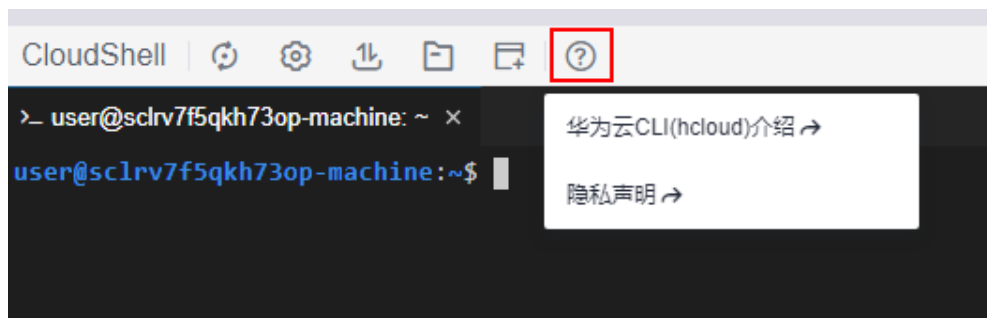 CloudShell
>_ user@sclrv7f5qkh73op-machine: ~ ×
华为云CLI(hcloud)介绍
user@sclrv7f5qkh73op-machine:~$
隐私声明